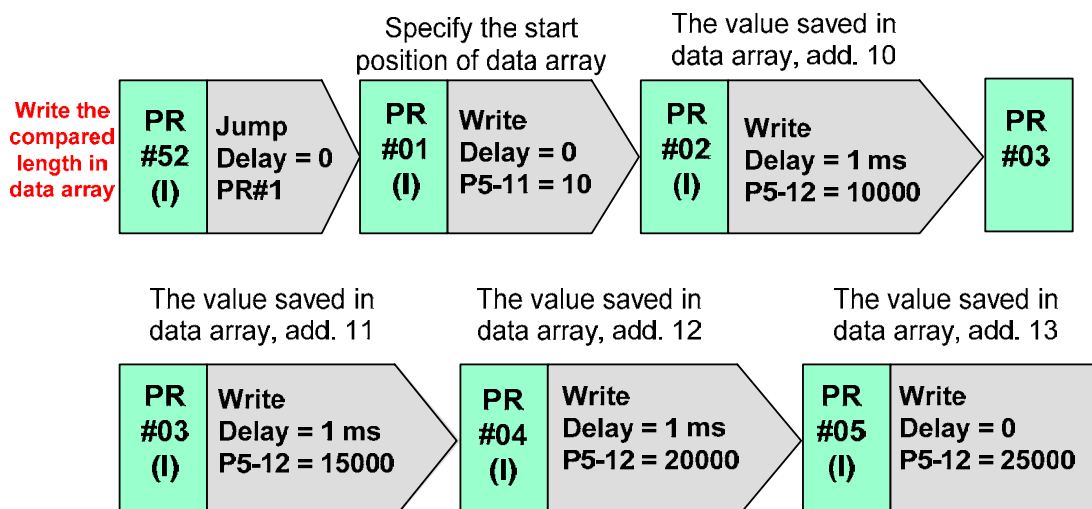 Write the
compared
length in
data array
PR
#52
(I)
Jump
Delay = 0
PR#1
Specify the start
position of data array
PR
#01
(I)
Write
Delay = 0
P5-11 = 10
The value saved in
data array, add. 10
PR
#02
(I)
Write
Delay = 1 ms
P5-12 = 10000
PR
#03
The value saved in
data array, add. 11
PR
#03
(I)
Write
Delay = 1 ms
P5-12 = 15000
The value saved in
data array, add. 12
PR
#04
(I)
Write
Delay = 1 ms
P5-12 = 20000
The value saved in
data array, add. 13
PR
#05
(I)
Write
Delay = 0
P5-12 = 25000